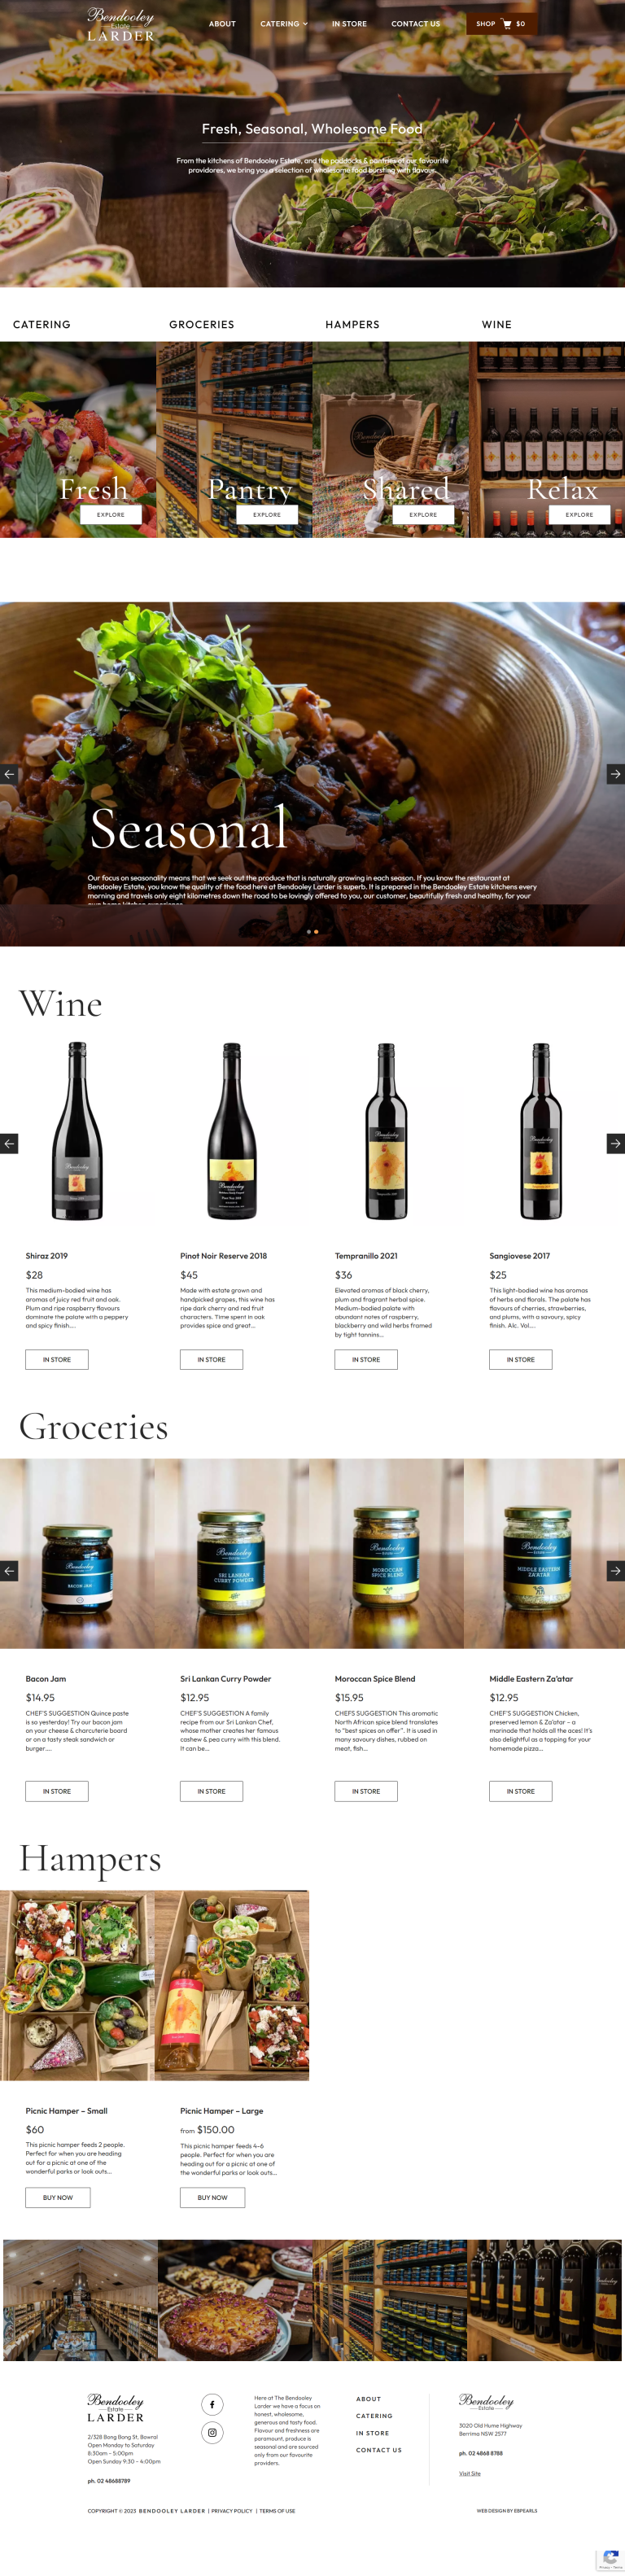 Bendooley
Estate
LARDER
ABOUT
CATERING
IN STORE
CONTACT US
SHOP
$0
Fresh, Seasonal, Wholesome Food
From the kitchens of Bendooley Estate, and the paddocks & pantries of our favourite
providores, we bring you a selection of wholesome food bursting with flavour.
CATERING
GROCERIES
HAMPERS
WINE
Fresh
Pantry
Shared
Relax
EXPLORE
EXPLORE
EXPLORE
EXPLORE
Seasonal
Our focus on seasonality means that we seek out the produce that is naturally growing in each season. If you know the restaurant at
Bendooley Estate, you know the quality of the food here at Bendooley Larder is superb. It is prepared in the Bendooley Estate kitchens every
morning and travels only eight kilometres down the road to be lovingly delivered to you, our customer, beautifully fresh and healthy, for your
own home kitchen experience.
Wine
Shiraz 2019
$28
This medium-bodied wine has
aromas of juicy red fruit and oak.
Plum and ripe raspberry flavours
dominate the palate with a peppery
and spicy finish....
IN STORE
Pinot Noir Reserve 2018
$45
Made with estate grown and
handpicked grapes, this wine has
ripe dark cherry and red fruit
characters. Time spent in oak
provides spice and great...
IN STORE
Tempranillo 2021
$36
Elevated aromas of black cherry,
plum and fragrant herbal spice.
Medium-bodied palate with
abundant notes of raspberry,
blackberry and wild herbs framed
by tight tannins...
IN STORE
Sangiovese 2017
$25
This light-bodied wine has aromas
of herbs and florals. The palate has
flavours of cherries, strawberries,
and plums, with a savoury, spicy
finish. Alc. Vol....
IN STORE
Groceries
Bendooley
BACON JAM
Bendooley
SRI LANKAN
CURRY POWDER
Bendooley
MOROCCAN
SPICE BLEND
Bendooley
MIDDLE EASTERN
ZA'ATAR
Bacon Jam
$14.95
CHEF'S SUGGESTION Quince paste
is so yesterday! Try our bacon jam
on your cheese & charcuterie board
or on a tasty steak sandwich or
burger....
IN STORE
Sri Lankan Curry Powder
$12.95
CHEF'S SUGGESTION A family
recipe from our Sri Lankan Chef,
whose mother creates her famous
cashew & pea curry with this blend.
It can be...
IN STORE
Moroccan Spice Blend
$15.95
CHEFS SUGGESTION This aromatic
North African spice blend translates
to "best spices on offer". It is used in
many savoury dishes, rubbed on
meat, fish...
IN STORE
Middle Eastern Za'atar
$12.95
CHEF'S SUGGESTION Chicken,
preserved lemon & Za'atar – a
marinade that holds all the aces! It's
also delightful as a topping for your
homemade pizza...
IN STORE
Hampers
Picnic Hamper – Small
$60
This picnic hamper feeds 2 people.
Perfect for when you are heading
out for a picnic at one of the
wonderful parks or look outs...
BUY NOW
Picnic Hamper – Large
from $150.00
This picnic hamper feeds 4-6
people. Perfect for when you are
heading out for a picnic at one of
the wonderful parks or look outs...
BUY NOW
Bendooley
Estate
LARDER
2/328 Bong Bong St, Bowral
Open Monday to Saturday
8:30am – 5:00pm
Open Sunday 9:30 – 4:00pm
ph. 02 48688789
Here at The Bendooley
Larder we have a focus on
honest, wholesome,
generous and tasty food.
Flavour and freshness are
paramount, produce is
seasonal and are sourced
only from our favourite
providers.
ABOUT
CATERING
IN STORE
CONTACT US
Bendooley
Estate
3020 Old Hume Highway
Berrima NSW 2577
ph. 02 4868 8788
Visit Site
COPYRIGHT © 2023 BENDOOLEY LARDER | PRIVACY POLICY | TERMS OF USE
WEB DESIGN BY EBPEARLS
Privacy - Terms